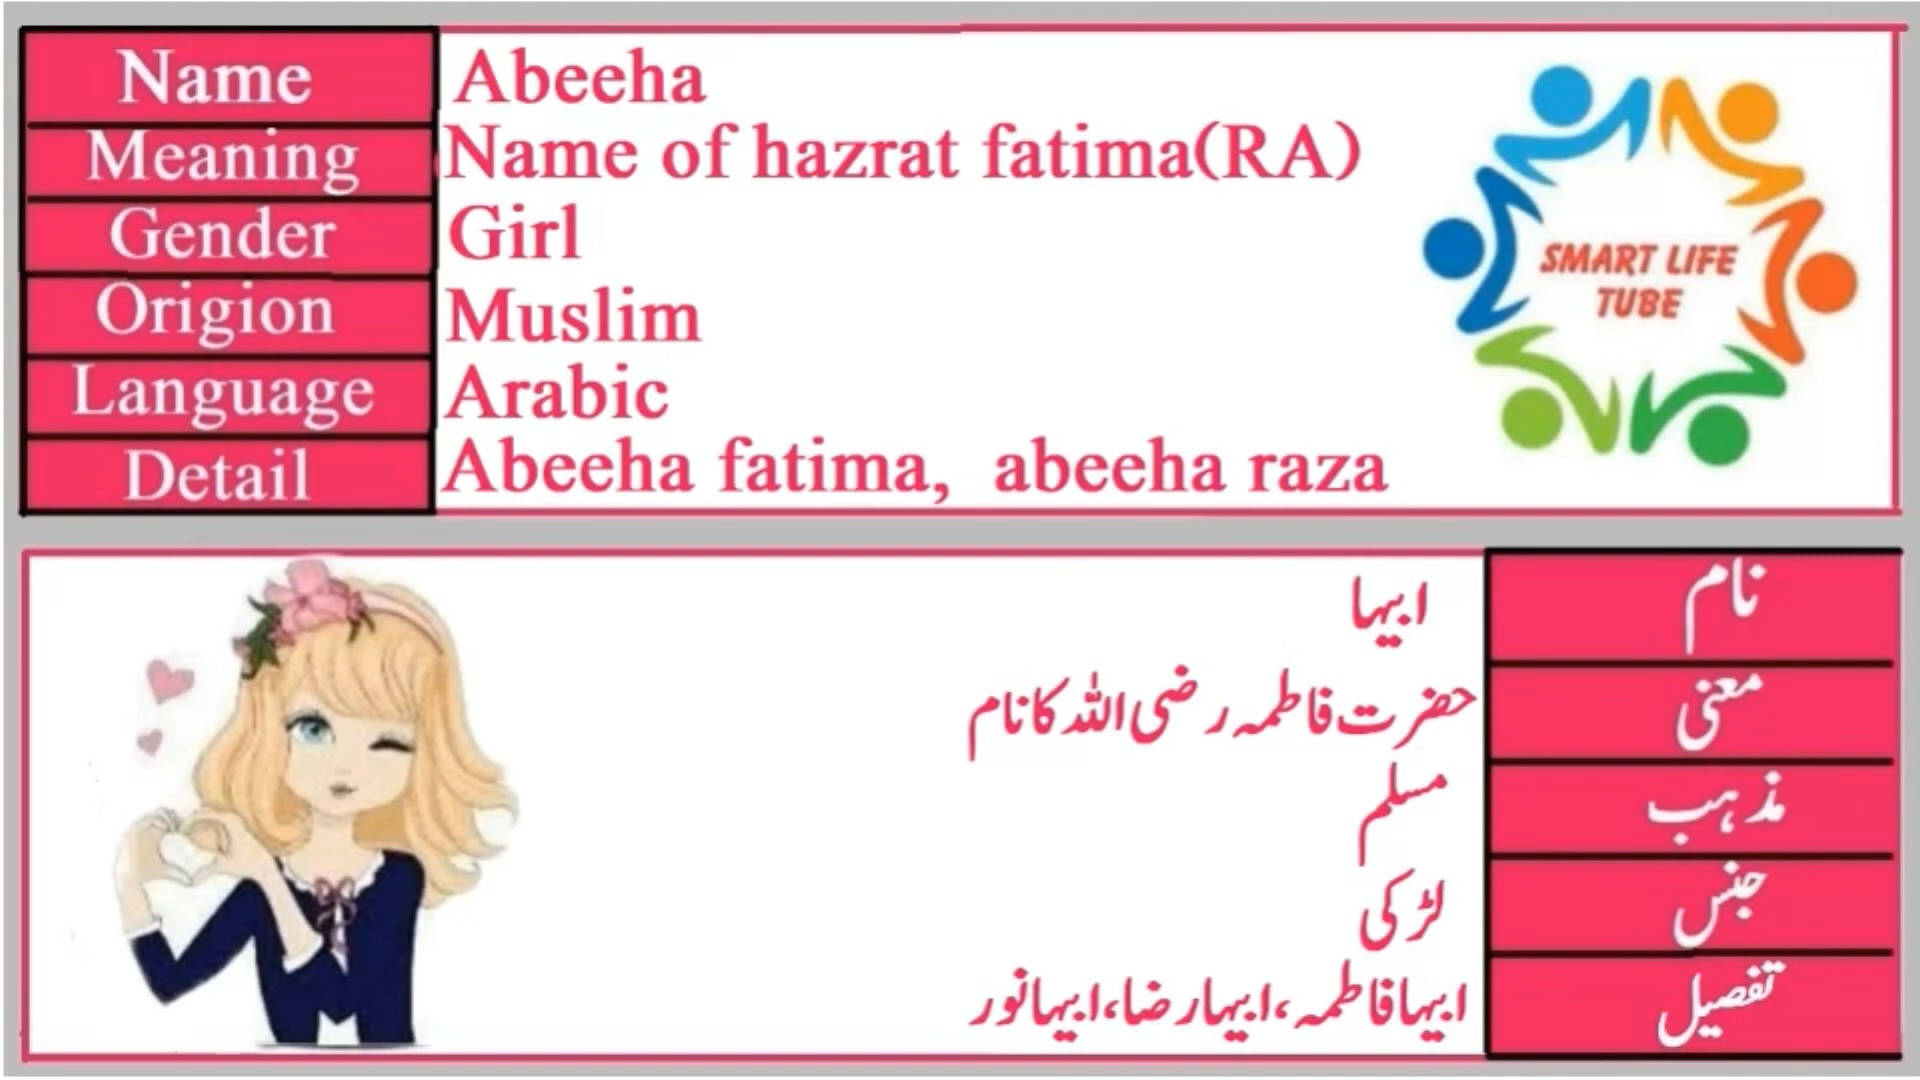 Name Abeeha
Meaning Name of hazrat fatima(RA)
Gender Girl
Origion Muslim
Language Arabic
Detail Abeeha fatima, abeeha raza
SMART LIFE
TUBE
نام ابیہا
معنی حضرت فاطمہ رضی اللہ کا نام
مذہب مسلم
جنس لڑکی
تفصیل ابیہا فاطمہ، ابیہا رضا، ابیہا نور